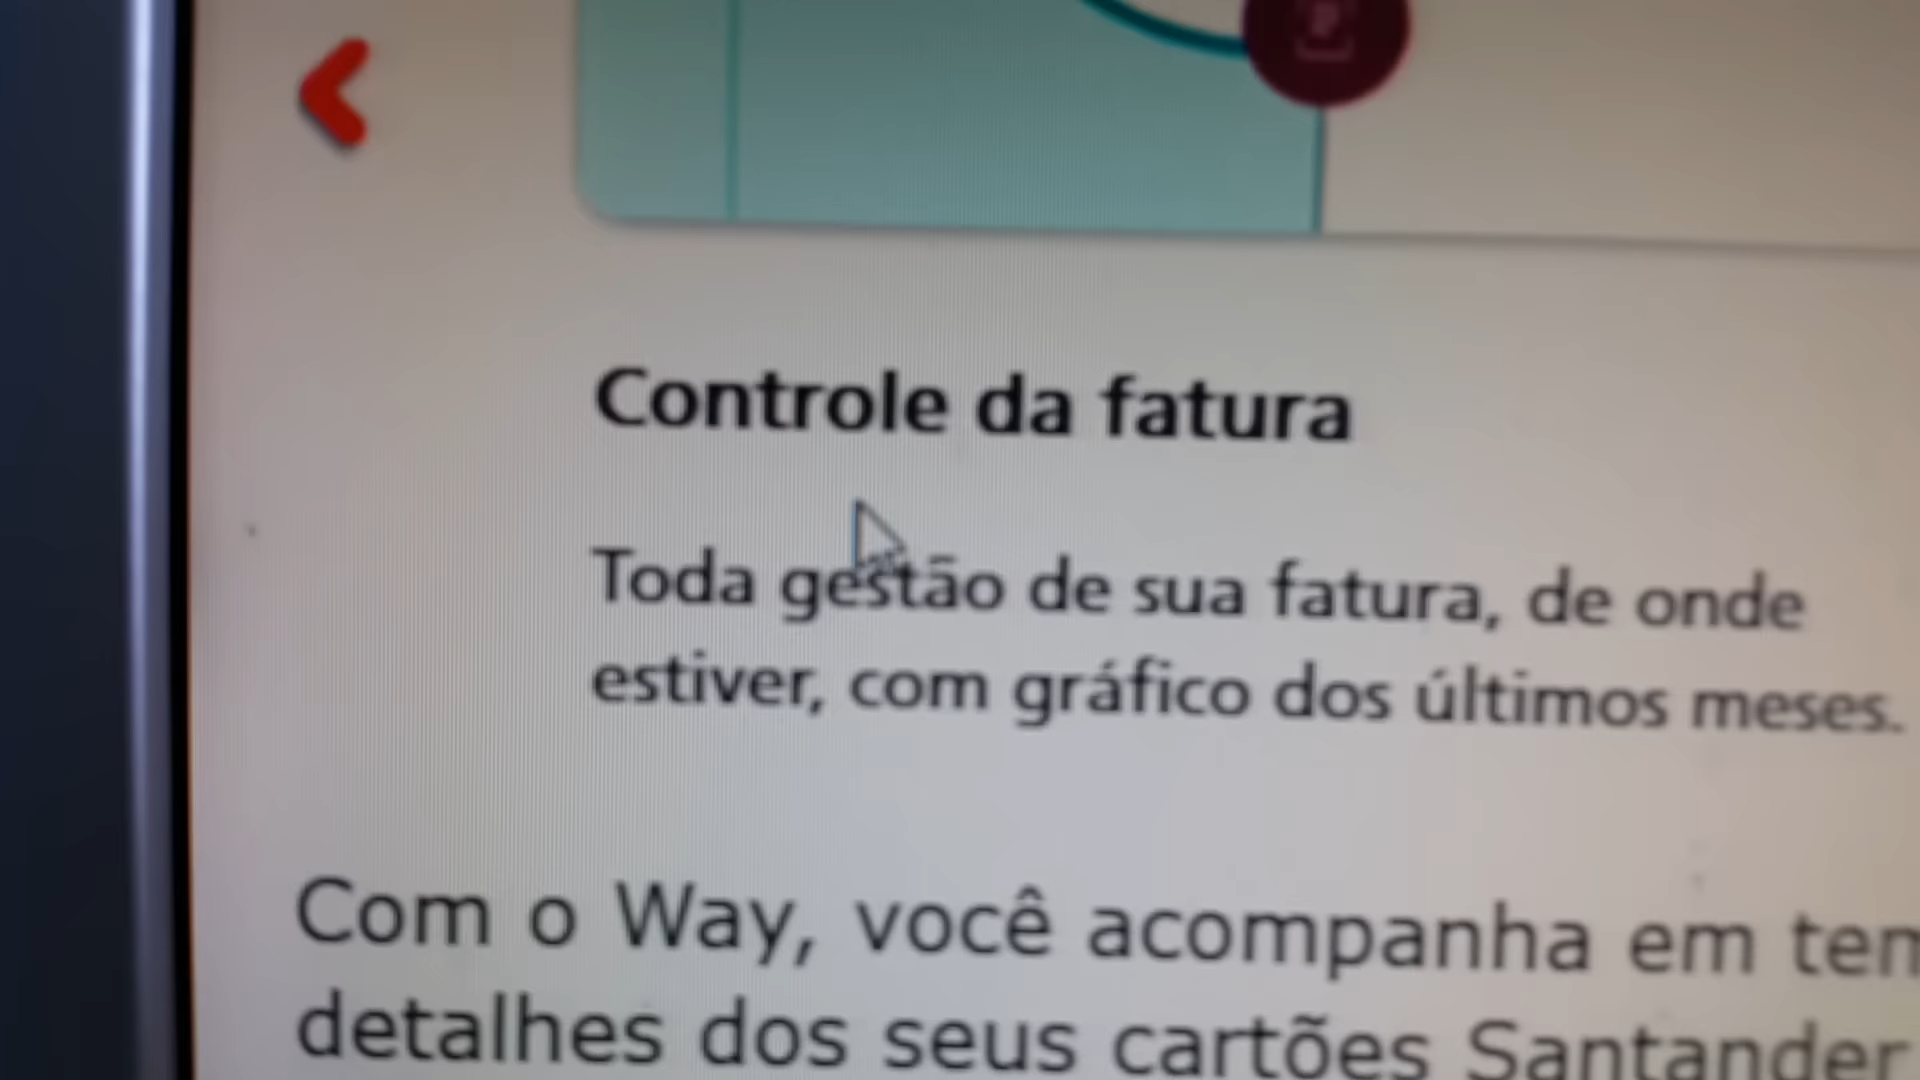 Controle da fatura
Toda gestão de sua fatura, de onde
estiver, com gráfico dos últimos meses.
Com o Way, você acompanha em tem
detalhes dos seus cartões Santander